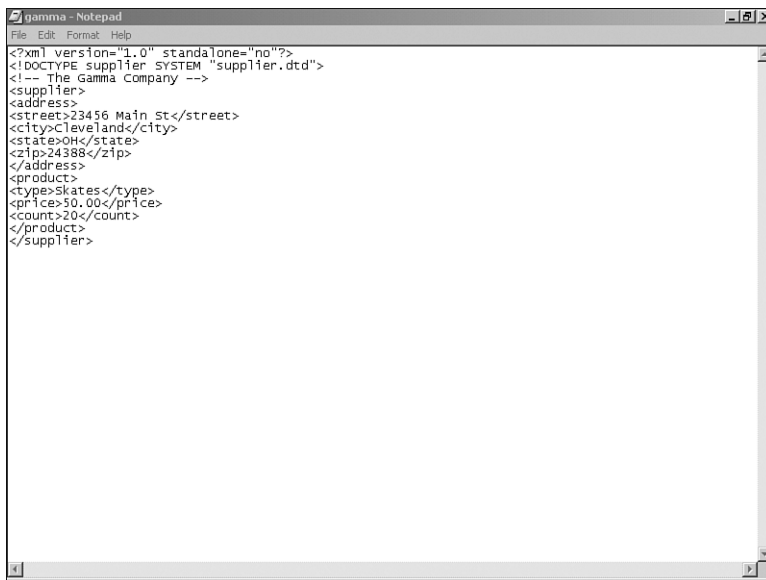 gamma - Notepad
File Edit Format Help
<?xml version="1.0" standalone="no"?>
<!DOCTYPE supplier SYSTEM "supplier.dtd">
<!-- The Gamma Company -->
<supplier>
<address>
<street>23456 Main St</street>
<city>Cleveland</city>
<state>OH</state>
<zip>24388</zip>
</address>
<product>
<type>Skates</type>
<price>50.00</price>
<count>20</count>
</product>
</supplier>